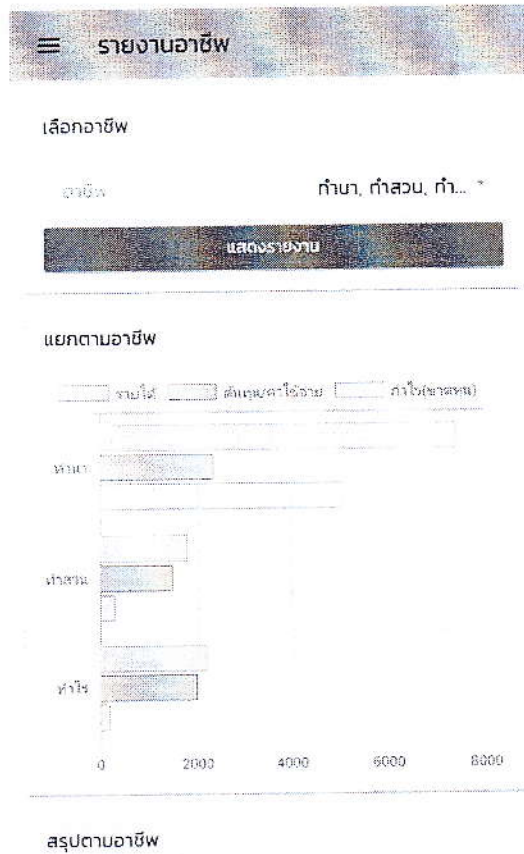 รายงานอาชีพ
เลือกอาชีพ
อาชีพ ทำนา, ทำสวน, ทำ...
แสดงรายงาน
แยกตามอาชีพ
รายได้ ต้นทุน/ค่าใช้จ่าย กำไร(ขาดทุน)
ทำนา
ทำสวน
ทำไร่
0 2000 4000 6000 8000
สรุปตามอาชีพ